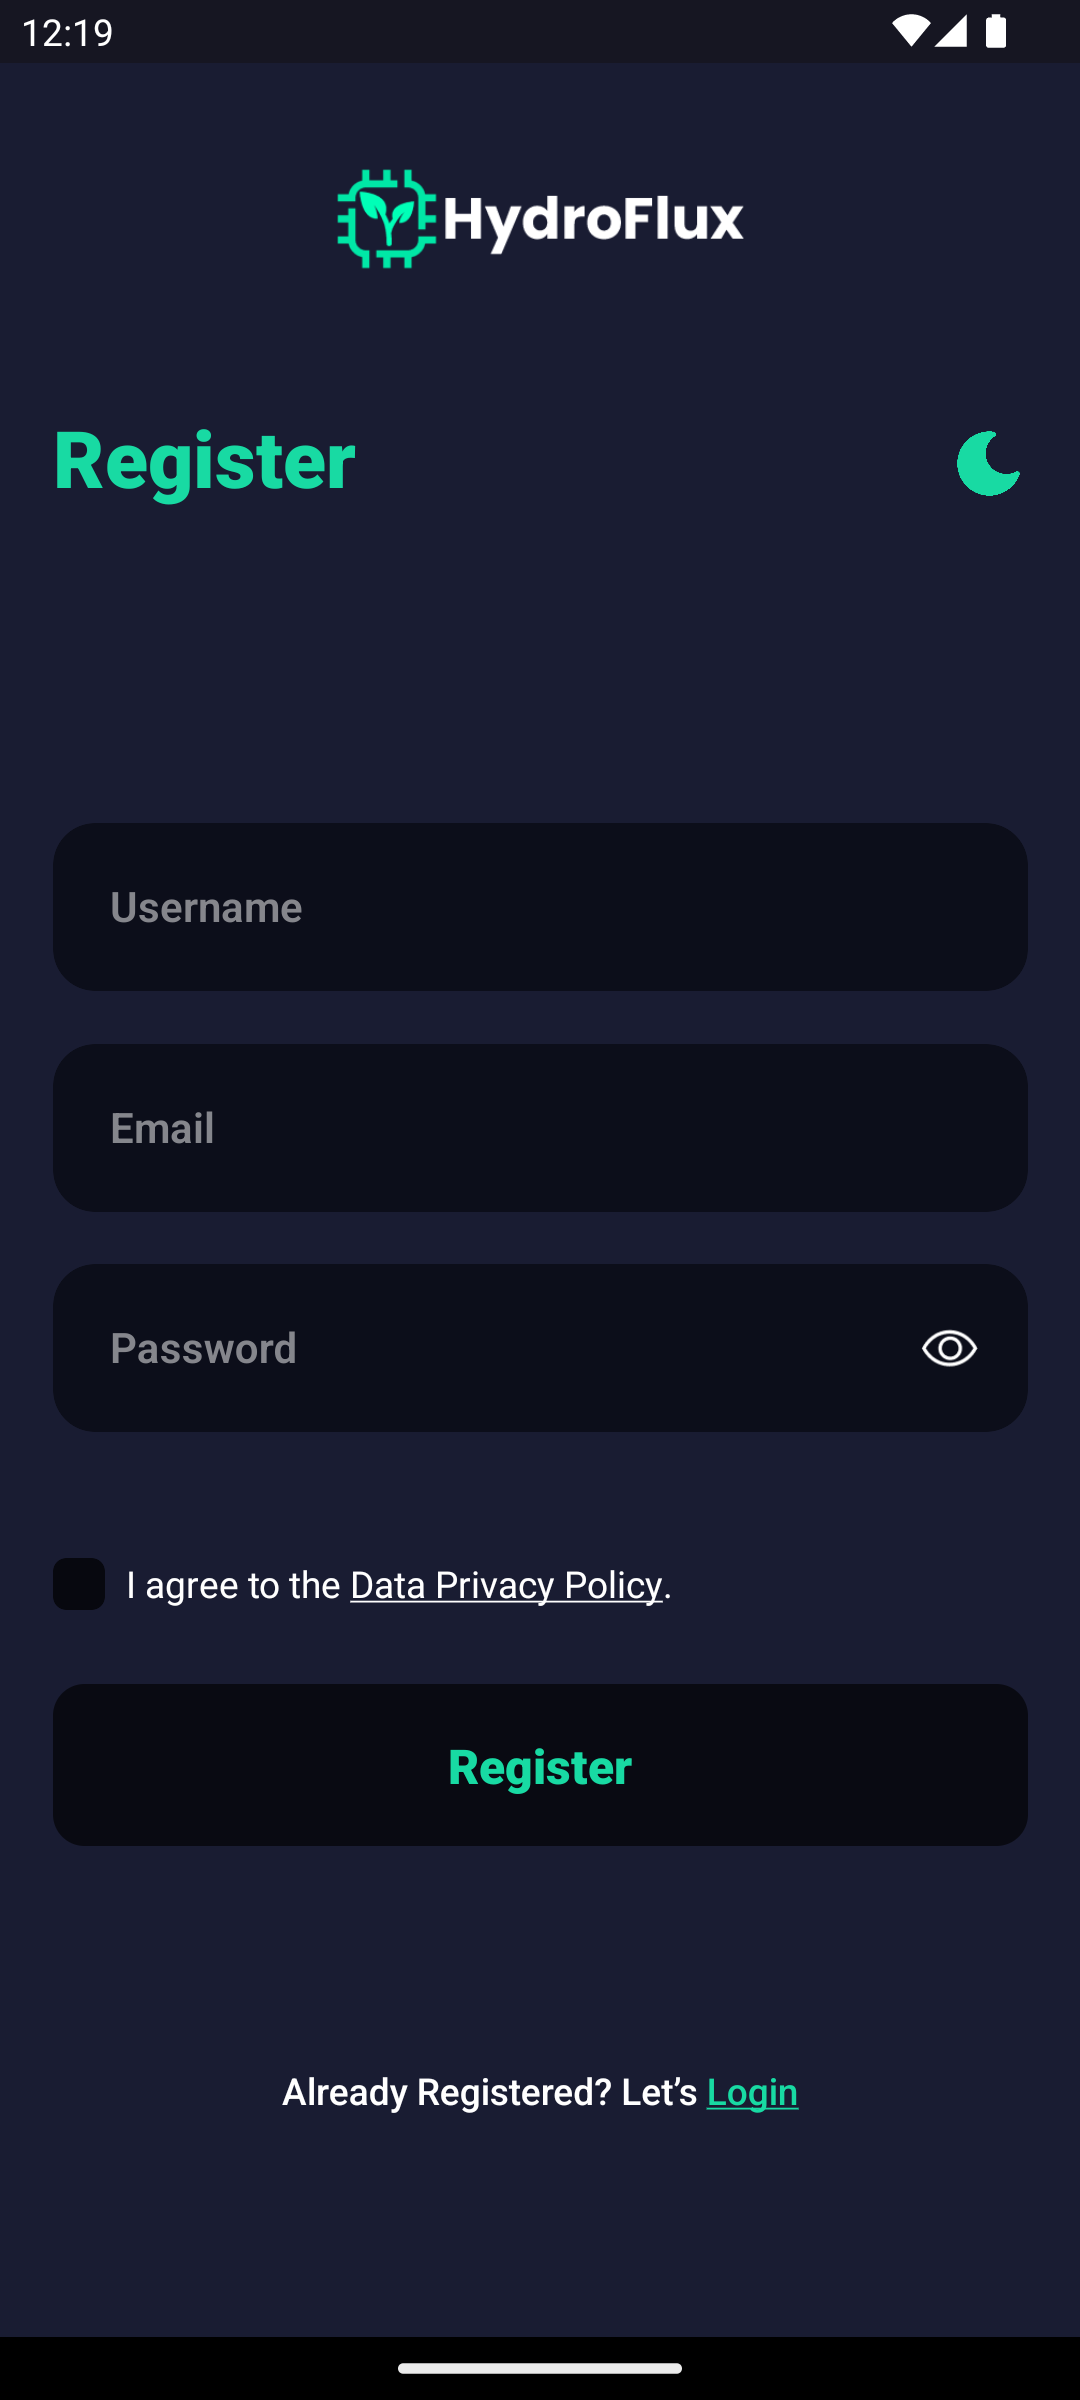 12:19
HydroFlux
Register
Username
Email
Password
I agree to the Data Privacy Policy.
Register
Already Registered? Let’s Login